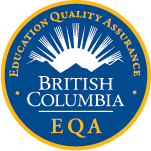 • EDUCATION QUALITY ASSURANCE •
BRITISH
COLUMBIA
EQA